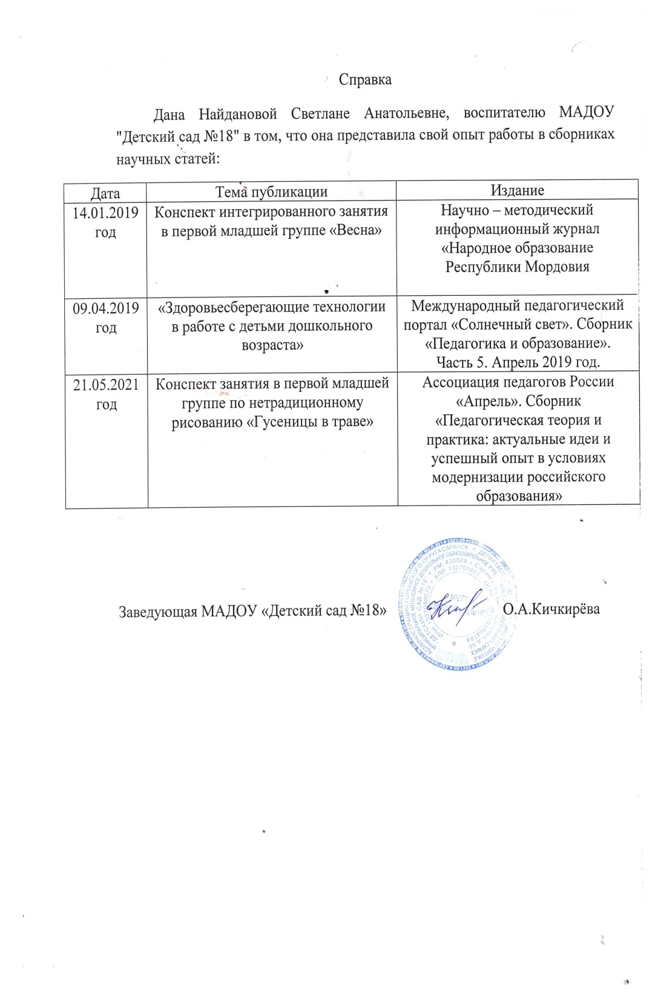 Справка
Дана Найдановой Светлане Анатольевне, воспитателю МАДОУ
"Детский сад №18" в том, что она представила свой опыт работы в сборниках
научных статей:
Дата Тема публикации Издание
14.01.2019
год
Конспект интегрированного занятия
в первой младшей группе «Весна»
Научно – методический
информационный журнал
«Народное образование
Республики Мордовия
09.04.2019
год
«Здоровьесберегающие технологии
в работе с детьми дошкольного
возраста»
Международный педагогический
портал «Солнечный свет». Сборник
«Педагогика и образование».
Часть 5. Апрель 2019 год.
21.05.2021
год
Конспект занятия в первой младшей
группе по нетрадиционному
рисованию «Гусеницы в траве»
Ассоциация педагогов России
«Апрель». Сборник
«Педагогическая теория и
практика: актуальные идеи и
успешный опыт в условиях
модернизации российского
образования»
Заведующая МАДОУ «Детский сад №18» О.А.Кичкирёва